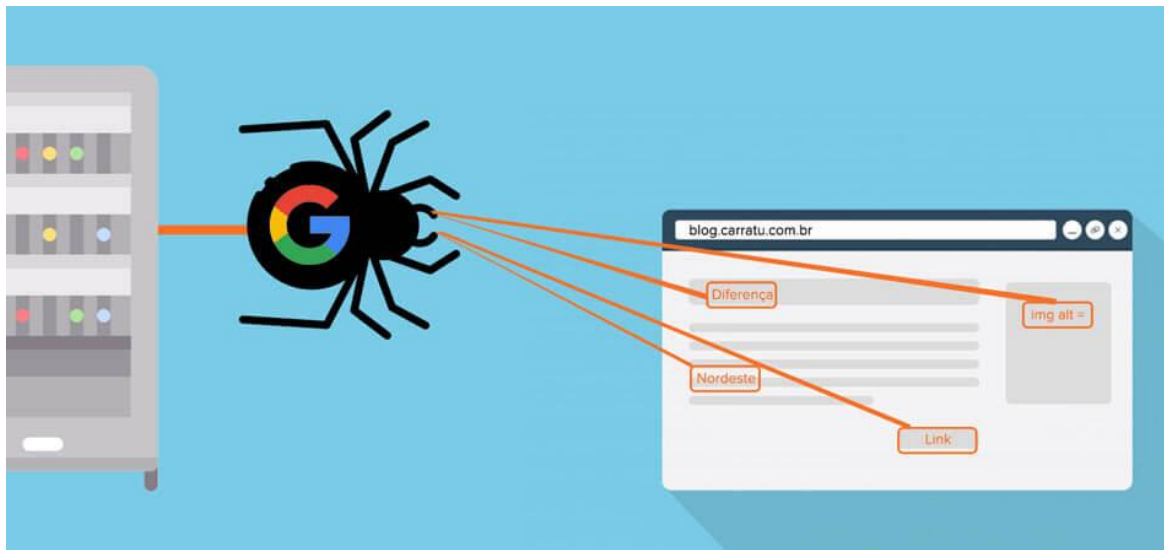 blog.carratu.com.br
Diferença
img alt =
Nordeste
Link